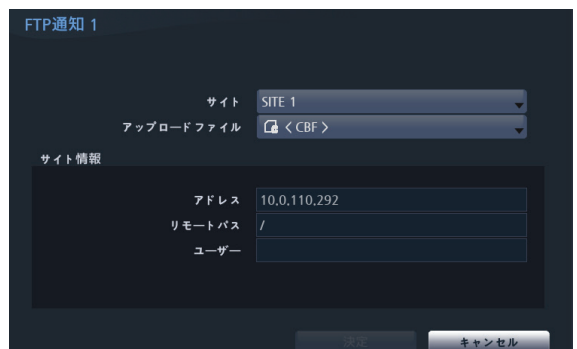 FTP通知 1
サイト SITE 1
アップロードファイル < CBF >
サイト情報
アドレス 10.0.110.292
リモートパス /
ユーザー
決定 キャンセル